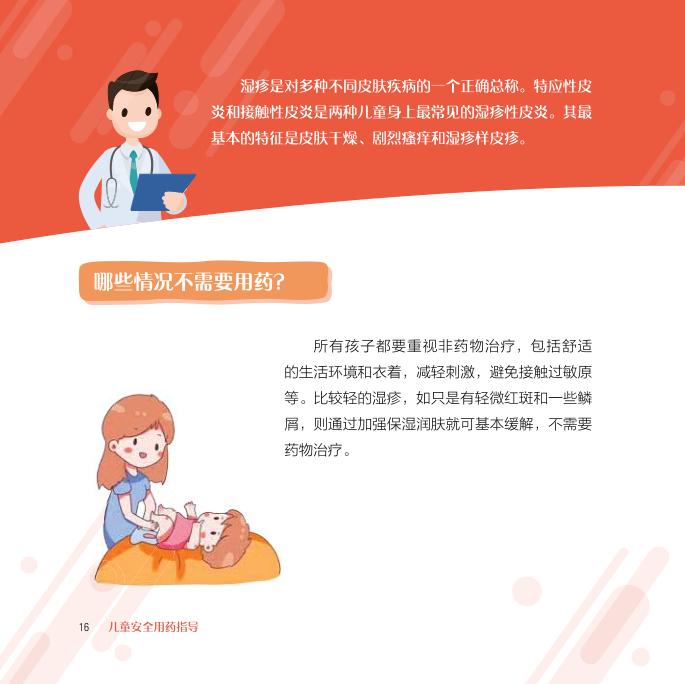 湿疹是对多种不同皮肤疾病的一个正确总称。特应性皮
炎和接触性皮炎是两种儿童身上最常见的湿疹性皮炎。其最
基本的特征是皮肤干燥、剧烈瘙痒和湿疹样皮疹。
哪些情况不需要用药?
所有孩子都要重视非药物治疗，包括舒适
的生活环境和衣着，减轻刺激，避免接触过敏原
等。比较轻的湿疹，如只是有轻微红斑和一些鳞
屑，则通过加强保湿润肤就可基本缓解，不需要
药物治疗。
16 儿童安全用药指导